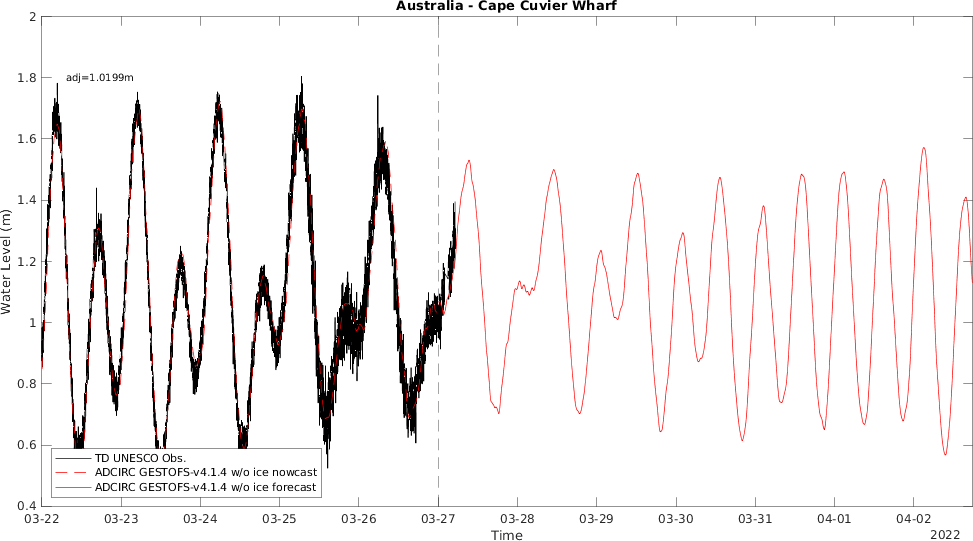 Australia - Cape Cuvier Wharf
2
1.8
1.6
1.4
1.2
1
0.8
0.6
0.4
Water Level (m)
adj=1.0199m
TD UNESCO Obs.
ADCIRC GESTOFS-v4.1.4 w/o ice nowcast
ADCIRC GESTOFS-v4.1.4 w/o ice forecast
03-22 03-23 03-24 03-25 03-26 03-27 03-28 03-29 03-30 03-31 04-01 04-02
Time
2022